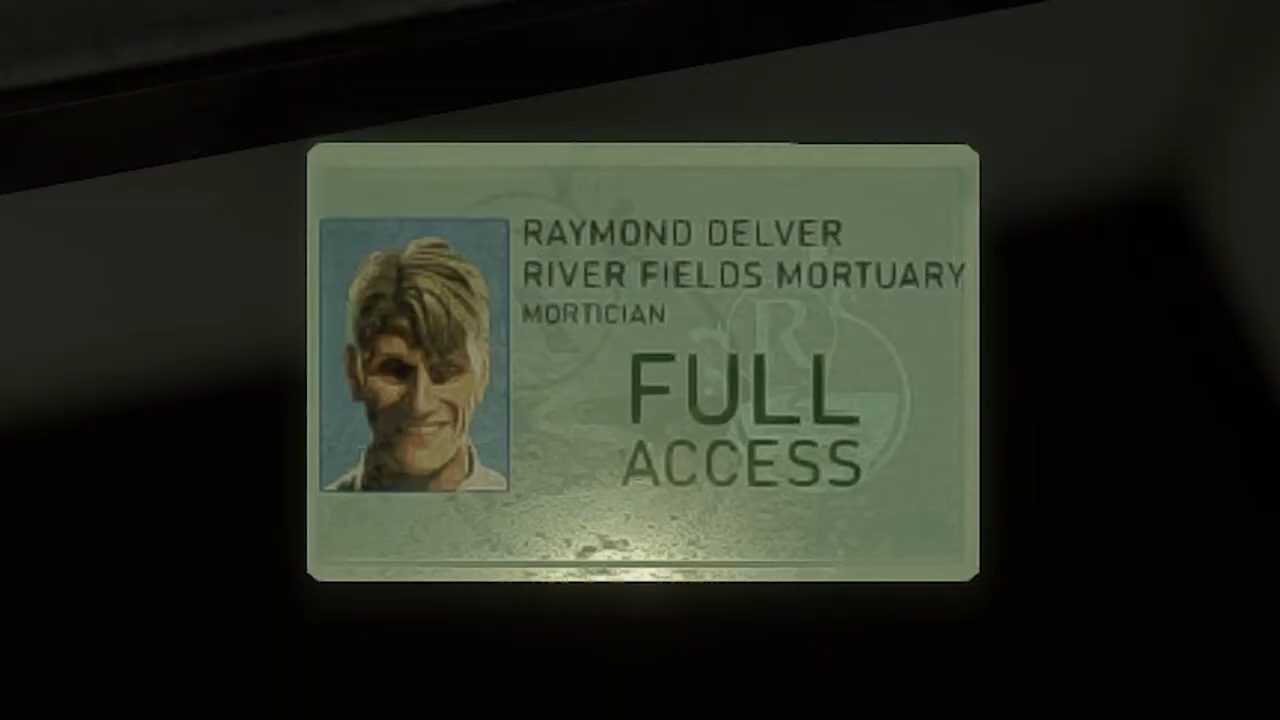 RAYMOND DELVER
RIVER FIELDS MORTUARY
MORTICIAN
R
FULL
ACCESS